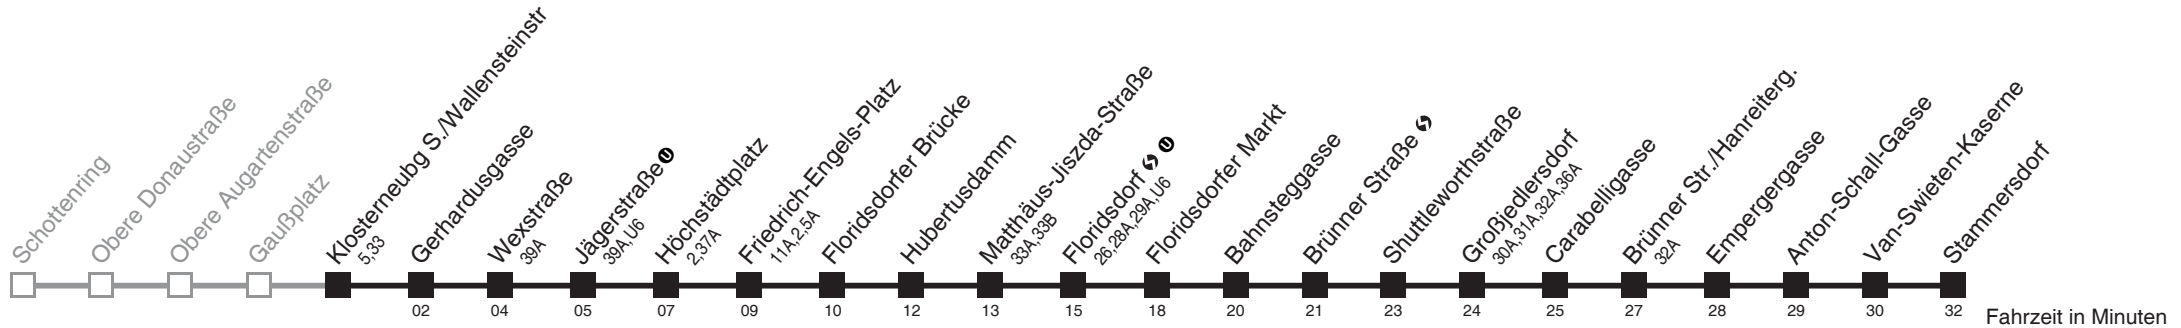 Schottenring
Obere Donaustraße
Obere Augartenstraße
Gaußplatz
Klosterneubg S./Wallensteinstr
5,33
Gerhardusgasse
02
Wexstraße
39A
04
Jägerstraße U
39A,U6
05
Höchstädtplatz
2,37A
07
Friedrich-Engels-Platz
11A,2,5A
09
Floridsdorfer Brücke
10
Hubertusdamm
12
Matthäus-Jiszda-Straße
33A,33B
13
Floridsdorf S U
26,28A,29A,U6
15
Floridsdorfer Markt
18
Bahnsteggasse
20
Brünner Straße S
21
Shuttleworthstraße
23
Großjedlersdorf
30A,31A,32A,36A
24
Carabelligasse
25
Brünner Str./Hanreiterg.
32A
27
Empergergasse
28
Anton-Schall-Gasse
29
Van-Swieten-Kaserne
30
Stammersdorf
32
Fahrzeit in Minuten